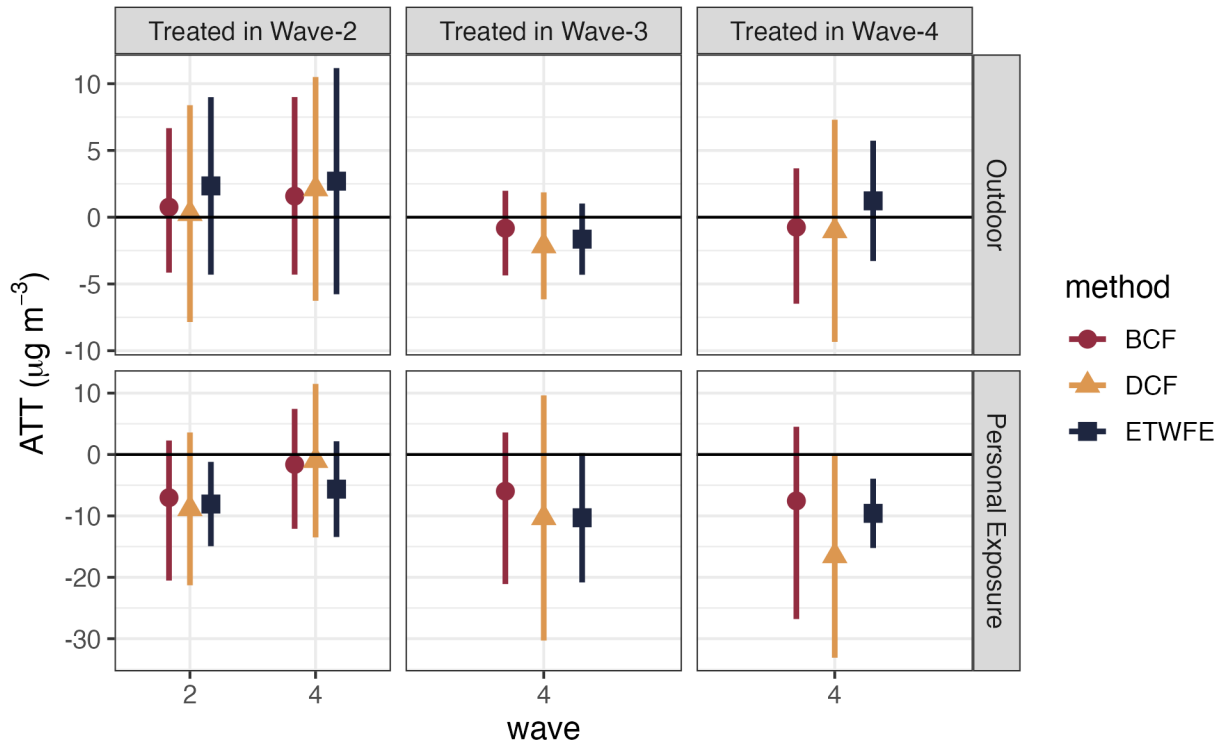 Treated in Wave-2
Treated in Wave-3
Treated in Wave-4
ATT (µg m⁻³)
10
5
0
-5
-10
Outdoor
10
0
-10
-20
-30
Personal Exposure
2
4
4
4
wave
method
BCF
DCF
ETWFE